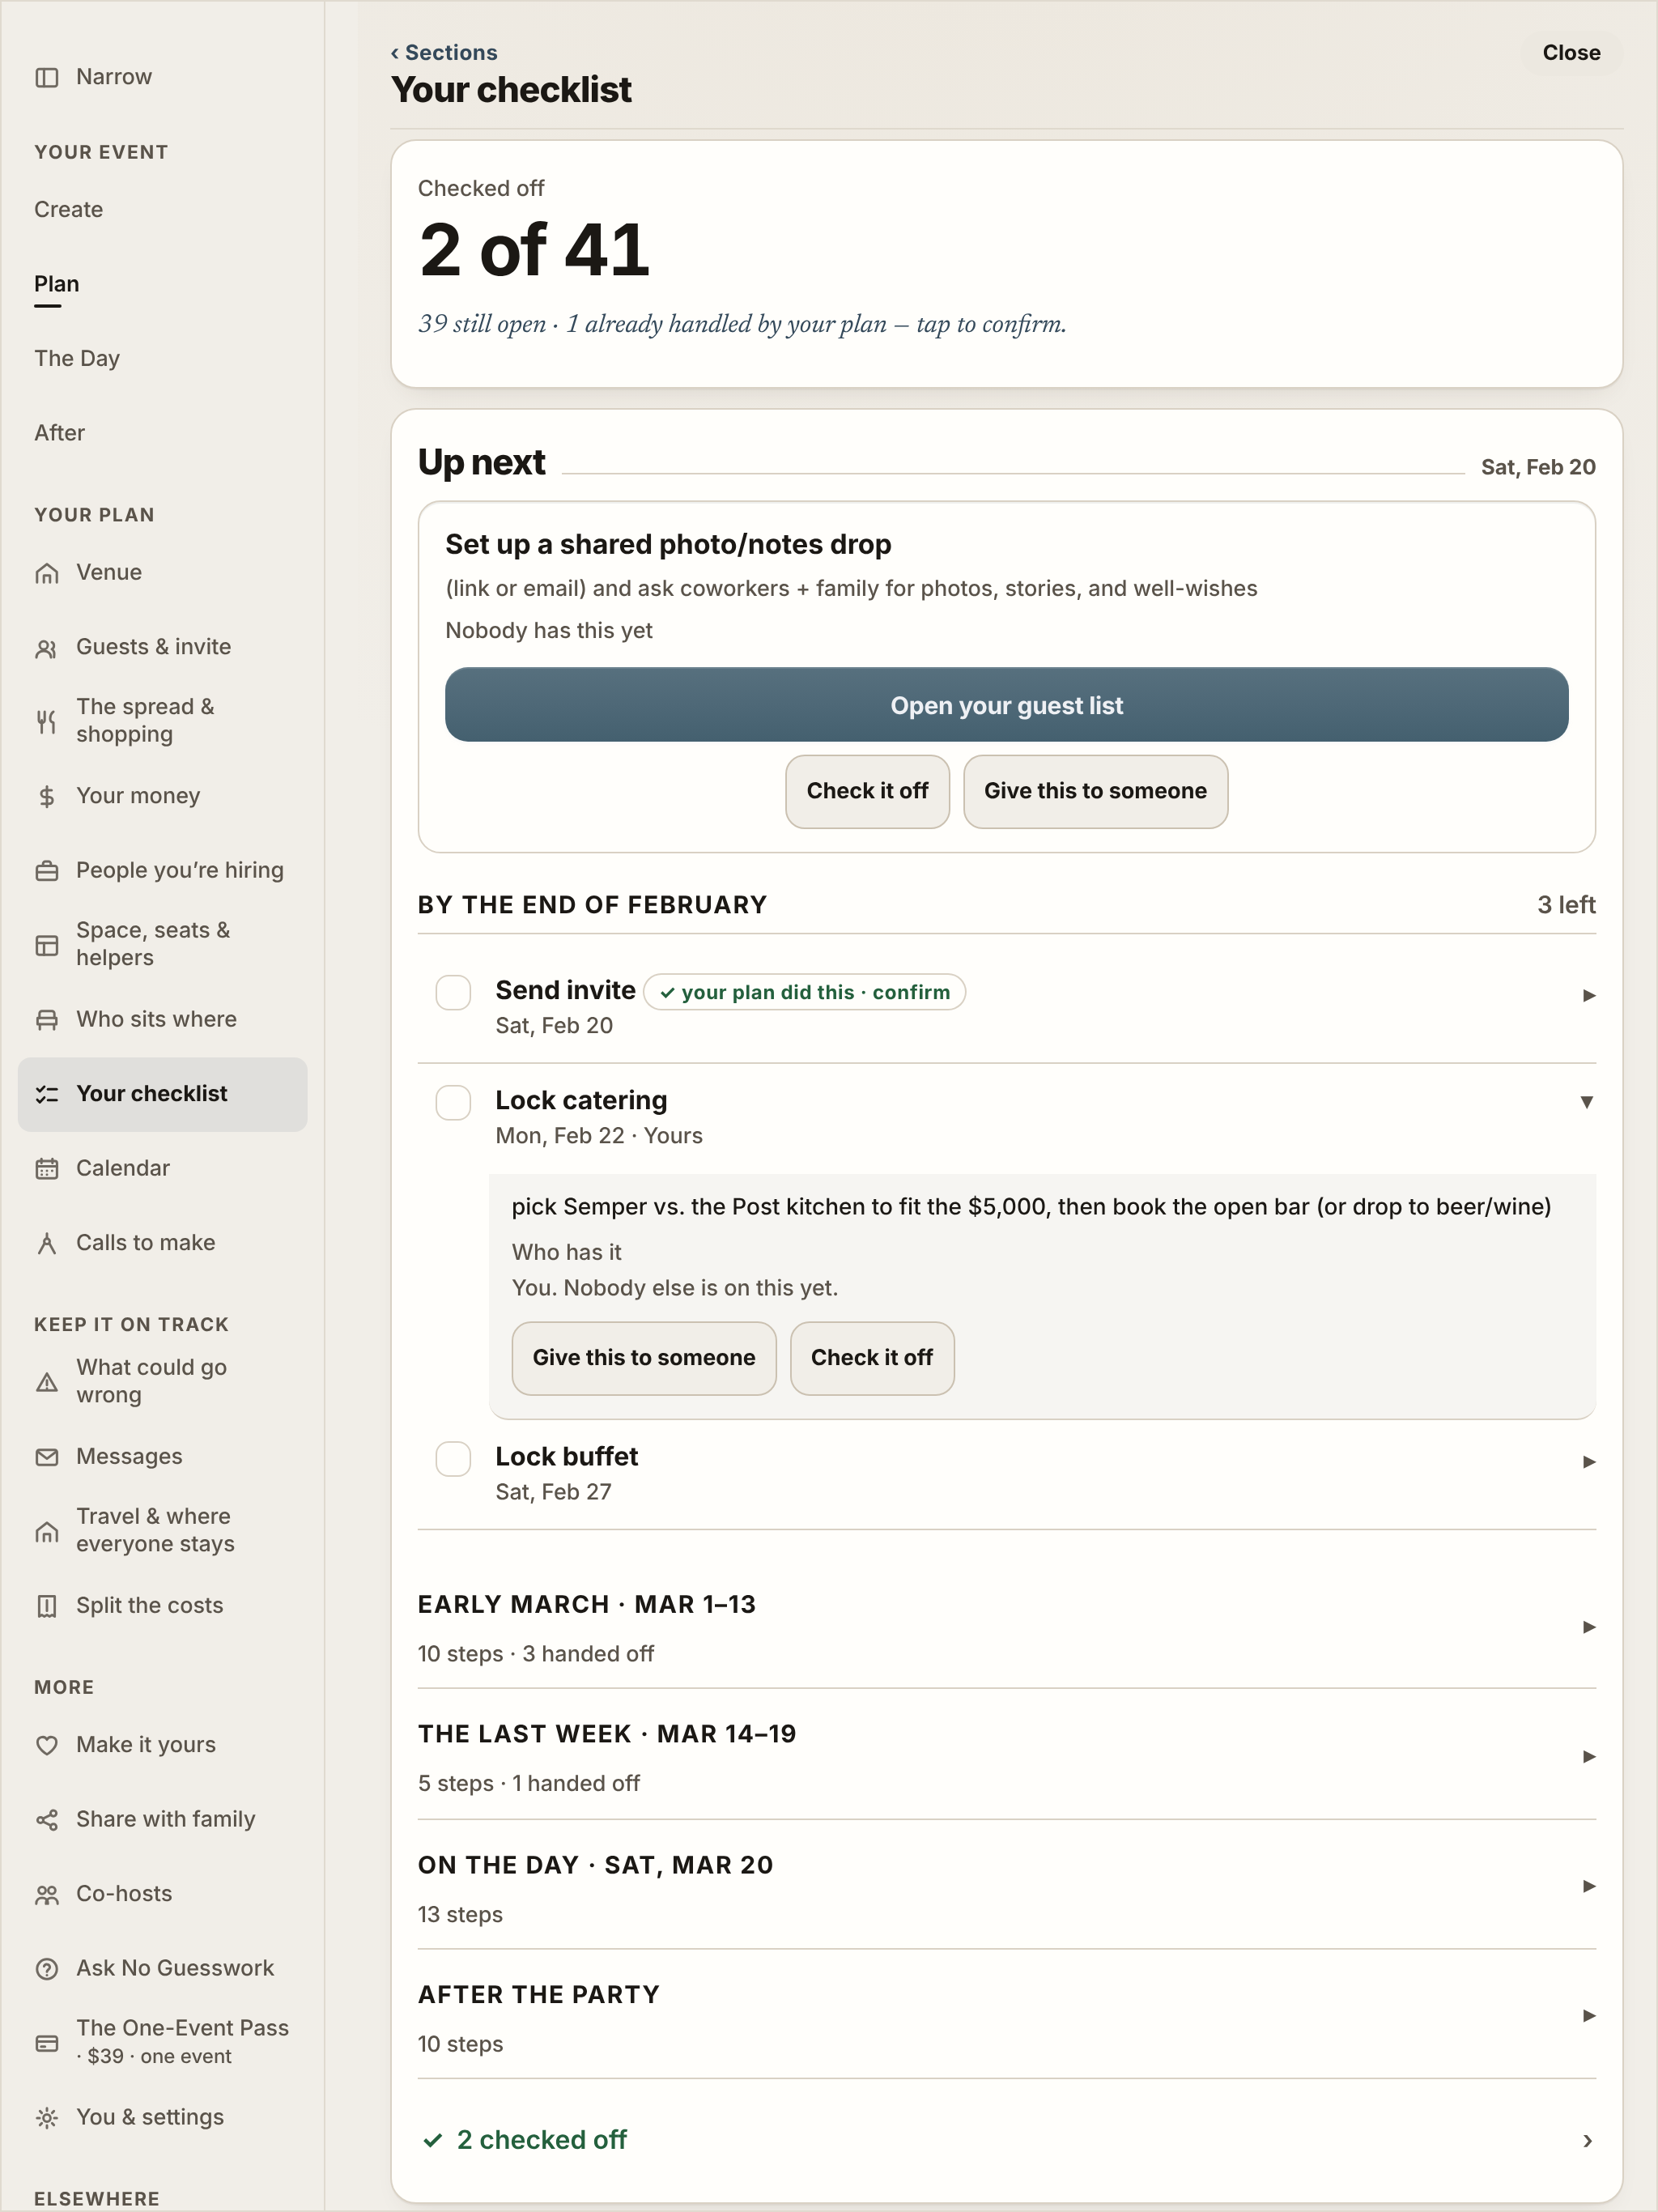 Narrow
YOUR EVENT
Create
Plan
The Day
After
YOUR PLAN
Venue
Guests & invite
The spread &
shopping
Your money
People you’re hiring
Space, seats &
helpers
Who sits where
Your checklist
Calendar
Calls to make
KEEP IT ON TRACK
What could go
wrong
Messages
Travel & where
everyone stays
Split the costs
MORE
Make it yours
Share with family
Co-hosts
Ask No Guesswork
The One-Event Pass
· $39 · one event
You & settings
ELSEWHERE
‹ Sections
Close
Your checklist
Checked off
2 of 41
39 still open · 1 already handled by your plan – tap to confirm.
Up next
Sat, Feb 20
Set up a shared photo/notes drop
(link or email) and ask coworkers + family for photos, stories, and well-wishes
Nobody has this yet
Open your guest list
Check it off
Give this to someone
BY THE END OF FEBRUARY
3 left
Send invite ✓ your plan did this · confirm
Sat, Feb 20
Lock catering
Mon, Feb 22 · Yours
pick Semper vs. the Post kitchen to fit the $5,000, then book the open bar (or drop to beer/wine)
Who has it
You. Nobody else is on this yet.
Give this to someone
Check it off
Lock buffet
Sat, Feb 27
EARLY MARCH · MAR 1–13
10 steps · 3 handed off
THE LAST WEEK · MAR 14–19
5 steps · 1 handed off
ON THE DAY · SAT, MAR 20
13 steps
AFTER THE PARTY
10 steps
✓ 2 checked off